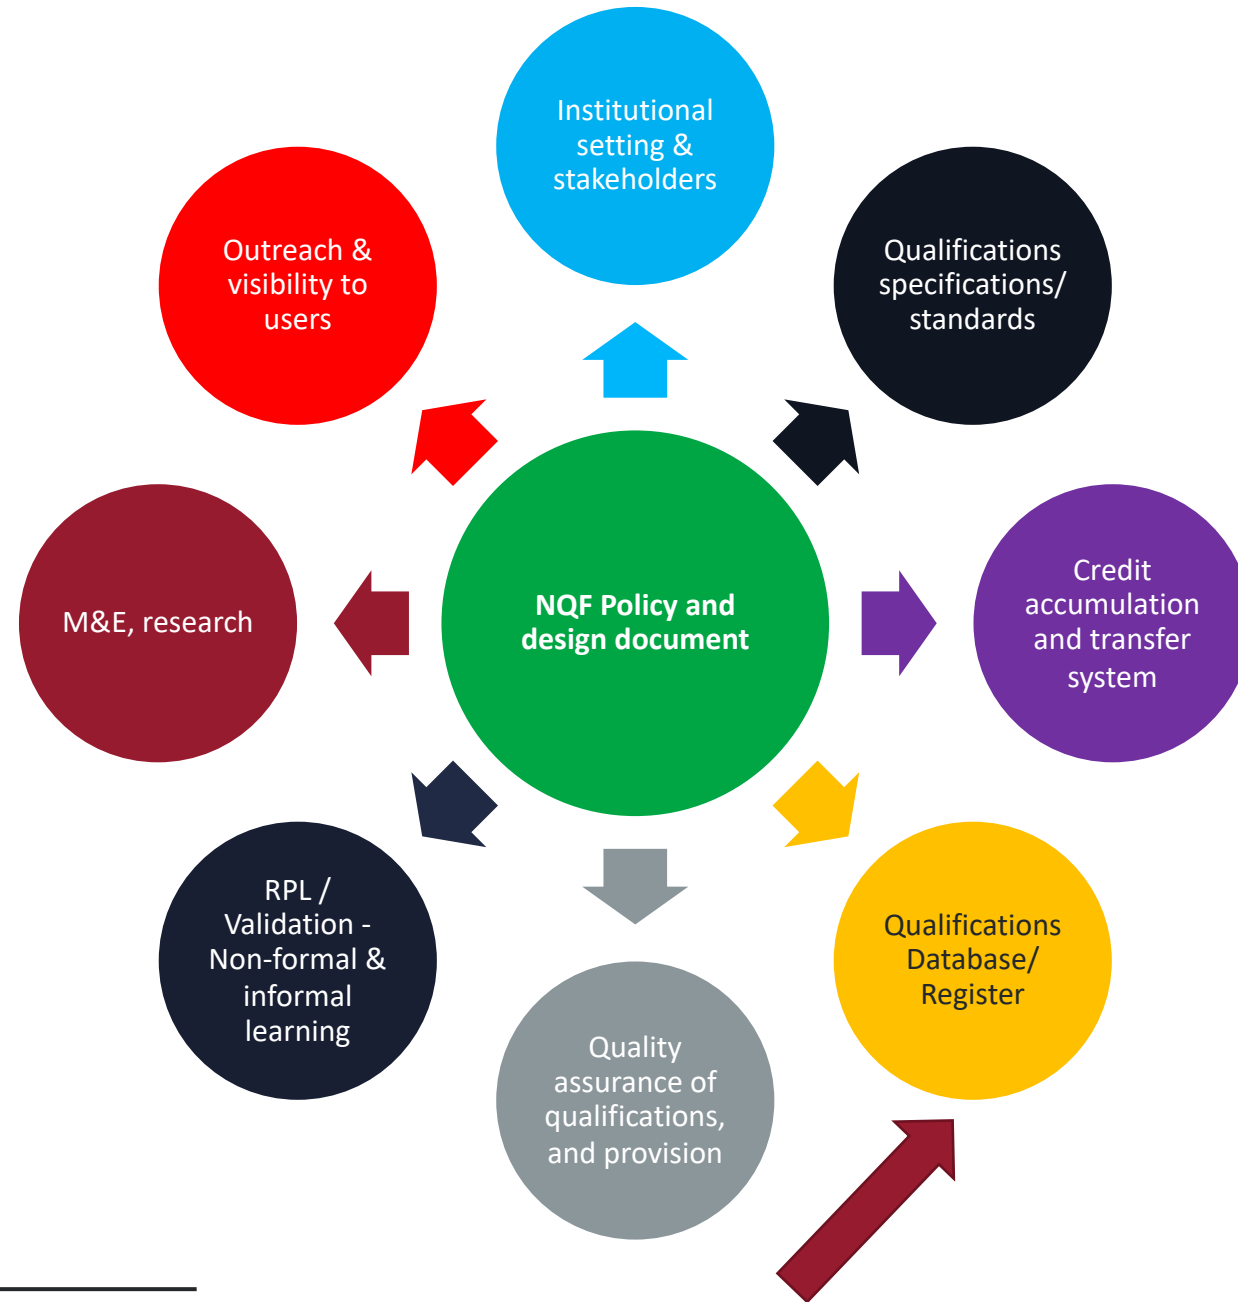 Institutional
setting &
stakeholders
Outreach &
visibility to
users
Qualifications
specifications/
standards
M&E, research
NQF Policy and
design document
Credit
accumulation
and transfer
system
RPL /
Validation -
Non-formal &
informal
learning
Qualifications
Database/
Register
Quality
assurance of
qualifications,
and provision